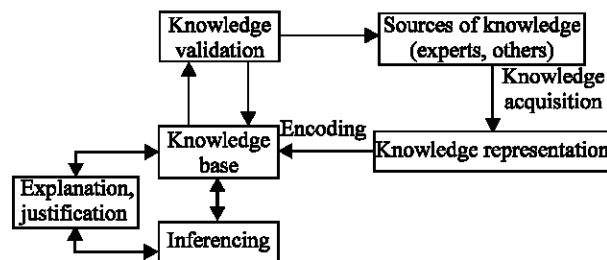 Knowledge
validation
Sources of knowledge
(experts, others)
Knowledge
acquisition
Encoding
Knowledge
base
Knowledge representation
Explanation,
justification
Inferencing